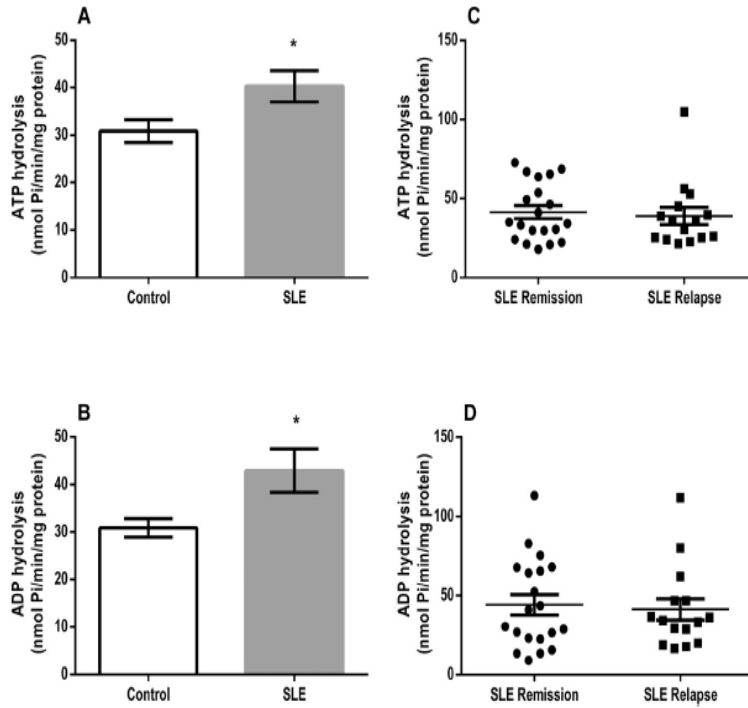 A
ATP hydrolysis
(nmol Pi/min/mg protein)
50
40
30
20
10
0
*
Control
SLE
C
ATP hydrolysis
(nmol Pi/min/mg protein)
150
100
50
0
SLE Remission
SLE Relapse
B
ADP hydrolysis
(nmol Pi/min/mg protein)
50
40
30
20
10
0
*
Control
SLE
D
ADP hydrolysis
(nmol Pi/min/mg protein)
150
100
50
0
SLE Remission
SLE Relapse